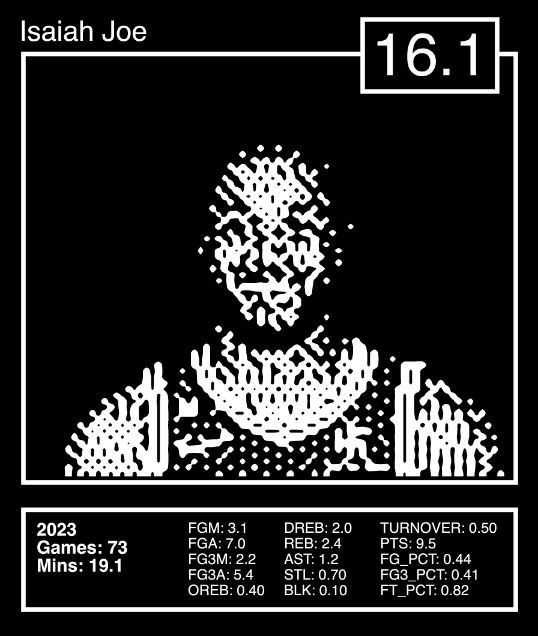 Isaiah Joe
16.1
2023
Games: 73
Mins: 19.1
FGM: 3.1
FGA: 7.0
FG3M: 2.2
FG3A: 5.4
OREB: 0.40
DREB: 2.0
REB: 2.4
AST: 1.2
STL: 0.70
BLK: 0.10
TURNOVER: 0.50
PTS: 9.5
FG_PCT: 0.44
FG3_PCT: 0.41
FT_PCT: 0.82